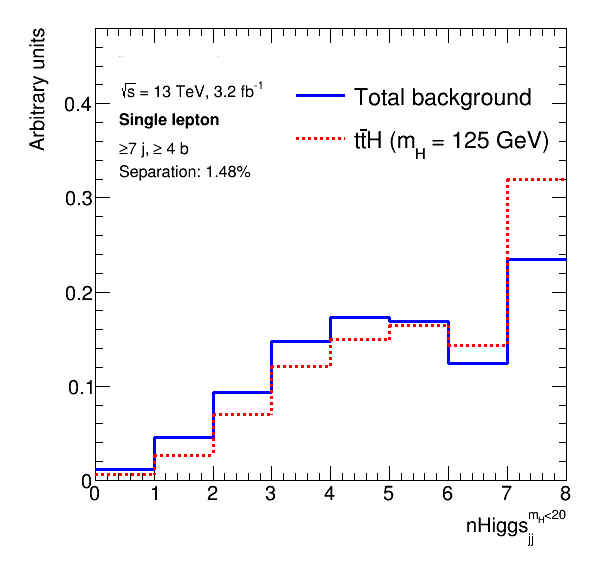 Arbitrary units
√s = 13 TeV, 3.2 fb⁻¹
Single lepton
≥7 j, ≥ 4 b
Separation: 1.48%
Total background
tt̄H (m_H = 125 GeV)
0.4
0.3
0.2
0.1
0
0 1 2 3 4 5 6 7 8
nHiggs_jj^{m_H<20}